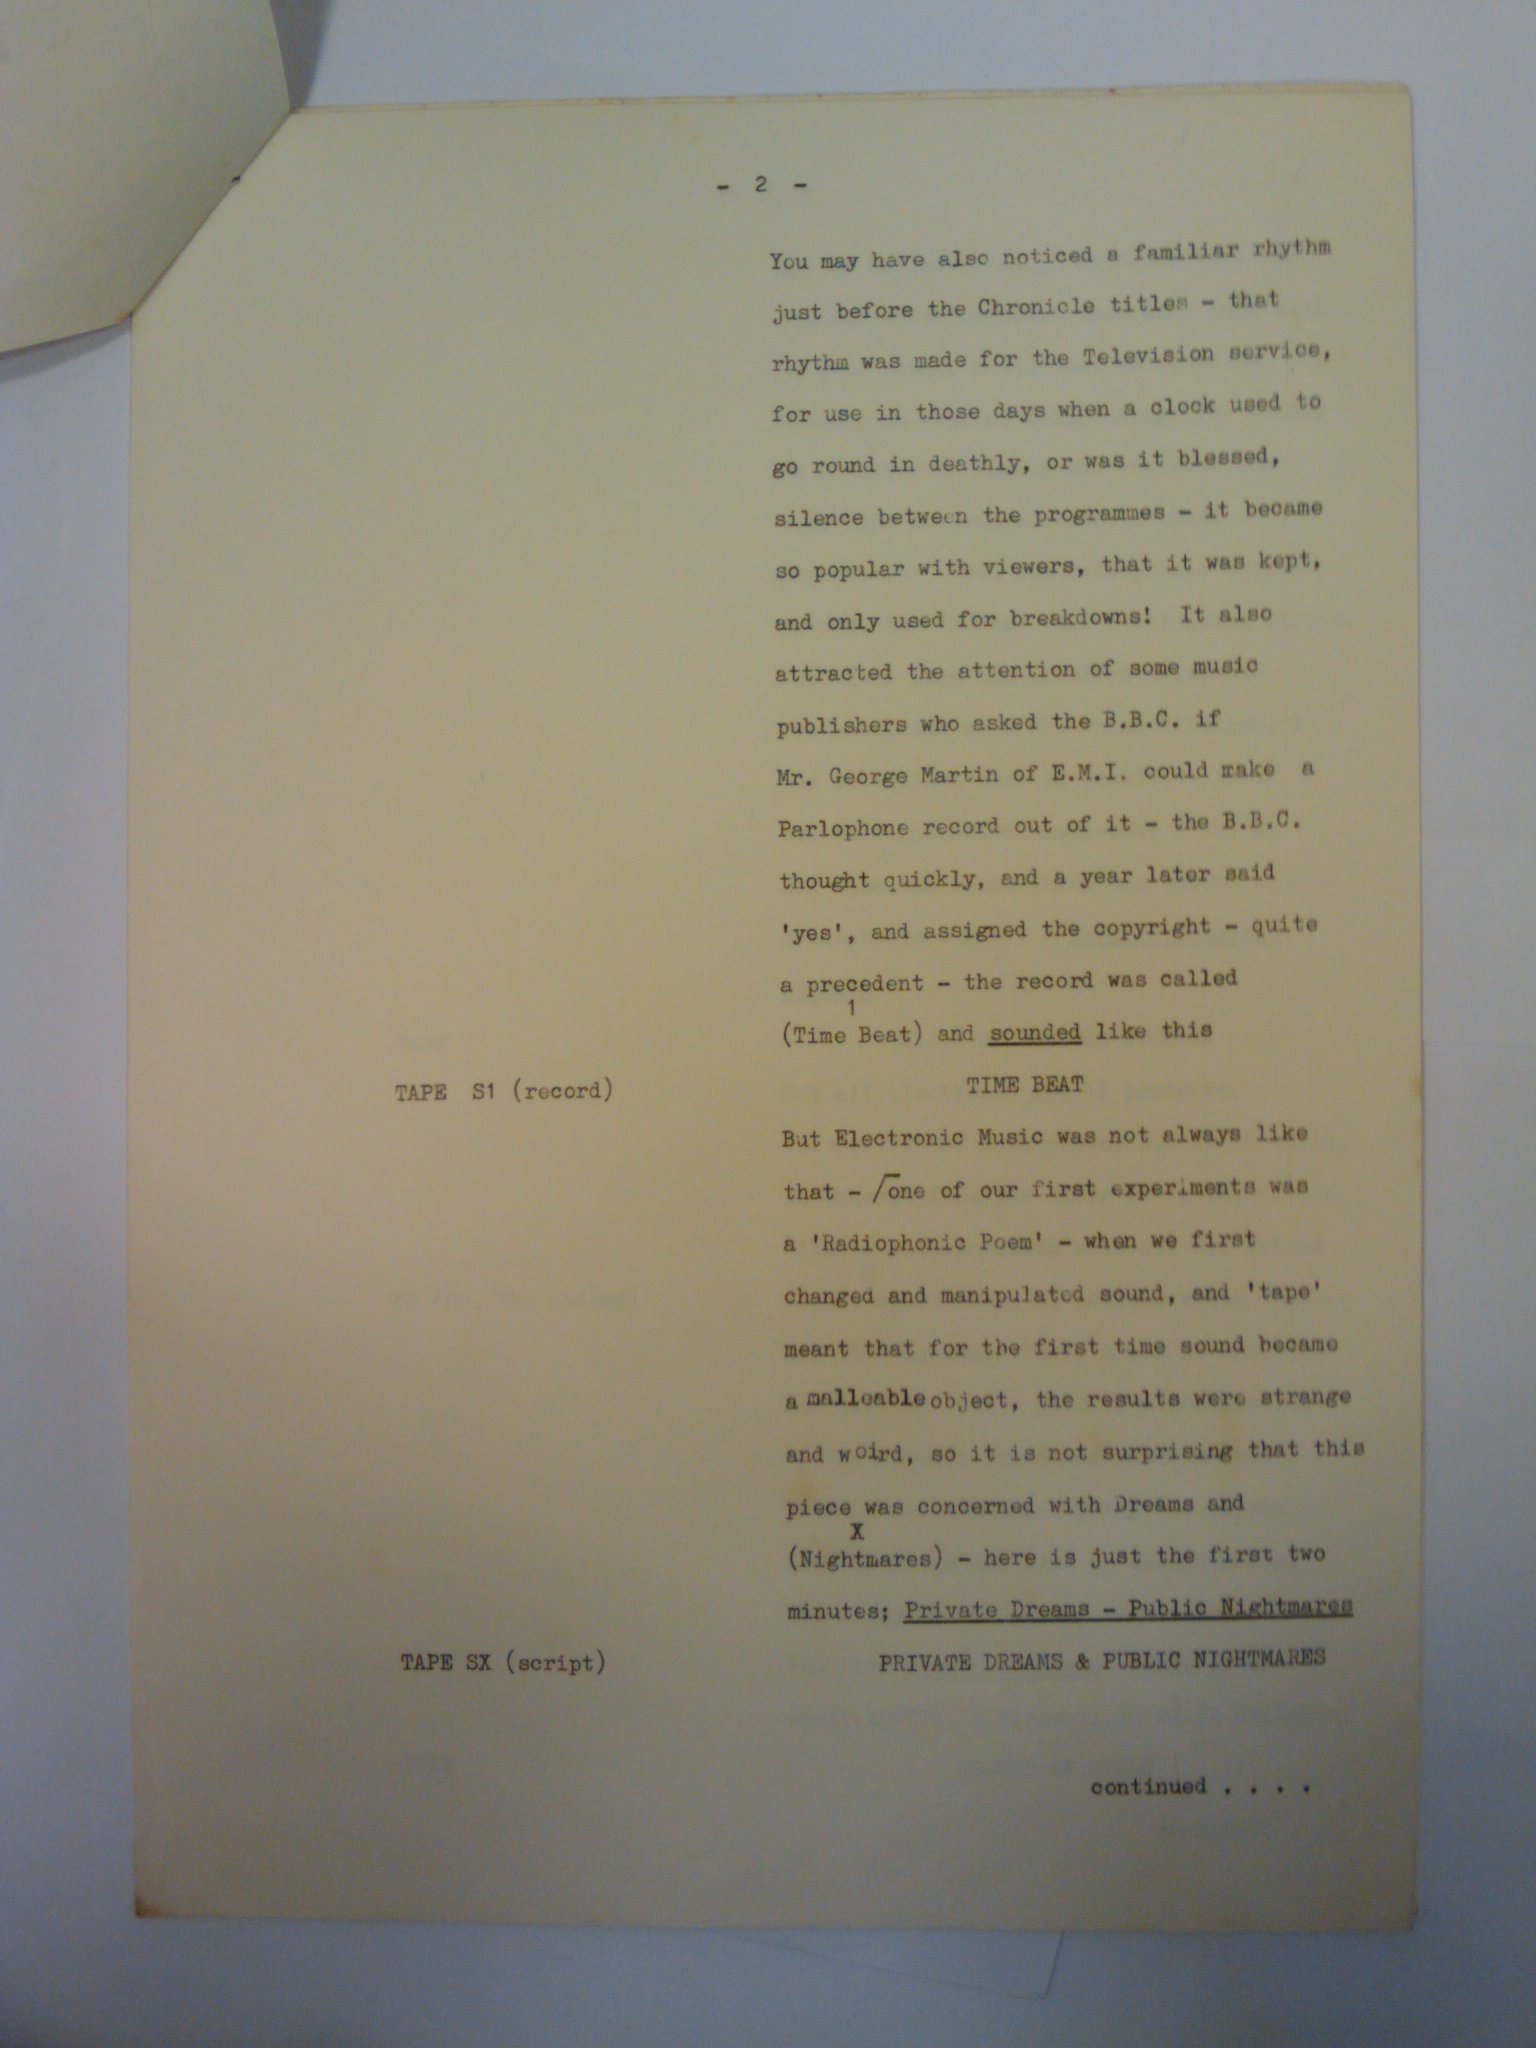 - 2 -
You may have also noticed a familiar rhythm
just before the Chronicle titles - that
rhythm was made for the Television service,
for use in those days when a clock used to
go round in deathly, or was it blessed,
silence between the programmes - it became
so popular with viewers, that it was kept,
and only used for breakdowns! It also
attracted the attention of some music
publishers who asked the B.B.C. if
Mr. George Martin of E.M.I. could make a
Parlophone record out of it - the B.B.C.
thought quickly, and a year later said
'yes', and assigned the copyright - quite
a precedent - the record was called
1
(Time Beat) and sounded like this
TAPE S1 (record) TIME BEAT
But Electronic Music was not always like
that - /one of our first experiments was
a 'Radiophonic Poem' - when we first
changed and manipulated sound, and 'tape'
meant that for the first time sound became
a malleable object, the results were strange
and weird, so it is not surprising that this
piece was concerned with Dreams and
X
(Nightmares) - here is just the first two
minutes; Private Dreams - Public Nightmares
TAPE SX (script) PRIVATE DREAMS & PUBLIC NIGHTMARES
continued . . . .